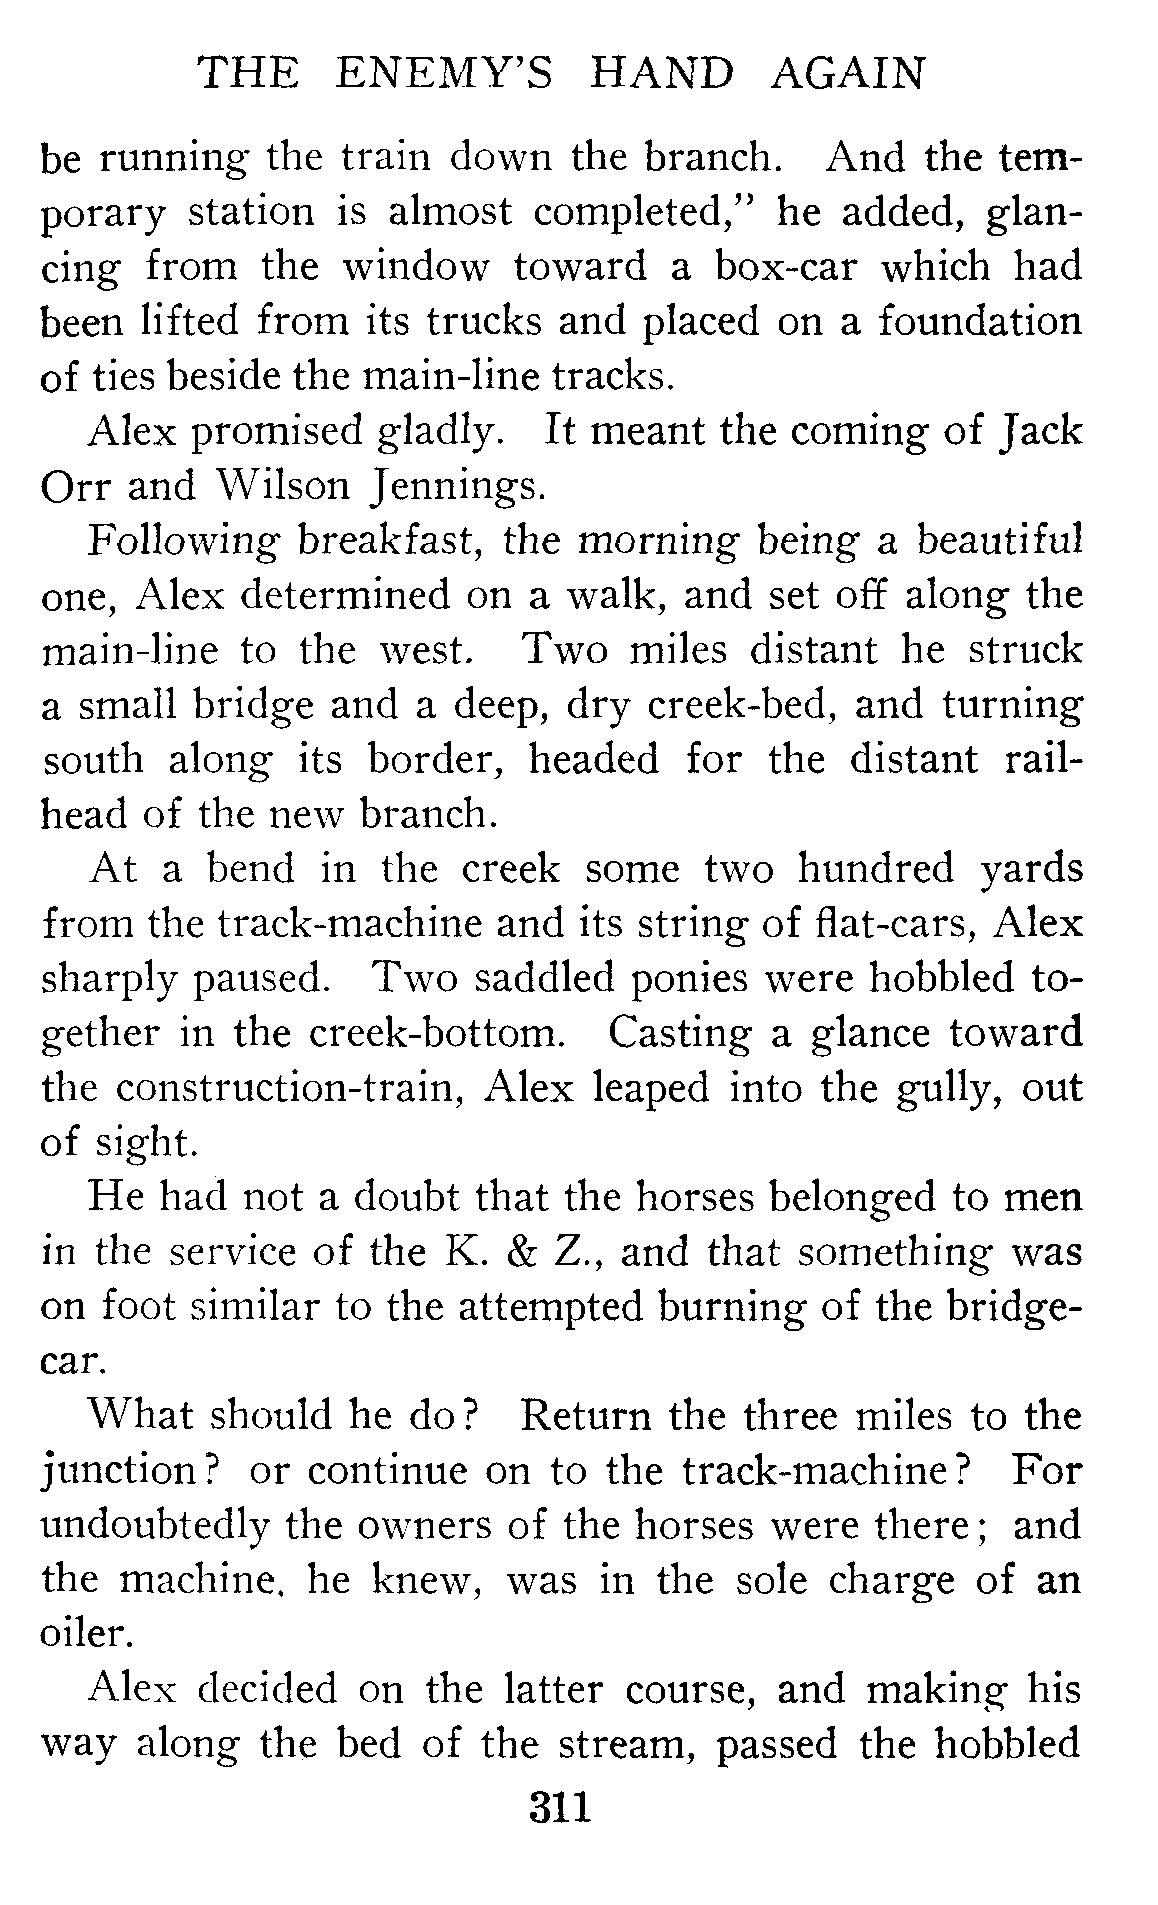 THE ENEMY'S HAND AGAIN
be running the train down the branch. And the tem-
porary station is almost completed," he added, glan-
cing from the window toward a box-car which had
been lifted from its trucks and placed on a foundation
of ties beside the main-line tracks.
Alex promised gladly. It meant the coming of Jack
Orr and Wilson Jennings.
Following breakfast, the morning being a beautiful
one, Alex determined on a walk, and set off along the
main-line to the west. Two miles distant he struck
a small bridge and a deep, dry creek-bed, and turning
south along its border, headed for the distant rail-
head of the new branch.
At a bend in the creek some two hundred yards
from the track-machine and its string of flat-cars, Alex
sharply paused. Two saddled ponies were hobbled to-
gether in the creek-bottom. Casting a glance toward
the construction-train, Alex leaped into the gully, out
of sight.
He had not a doubt that the horses belonged to men
in the service of the K. & Z., and that something was
on foot similar to the attempted burning of the bridge-
car.
What should he do? Return the three miles to the
junction? or continue on to the track-machine? For
undoubtedly the owners of the horses were there; and
the machine, he knew, was in the sole charge of an
oiler.
Alex decided on the latter course, and making his
way along the bed of the stream, passed the hobbled
311